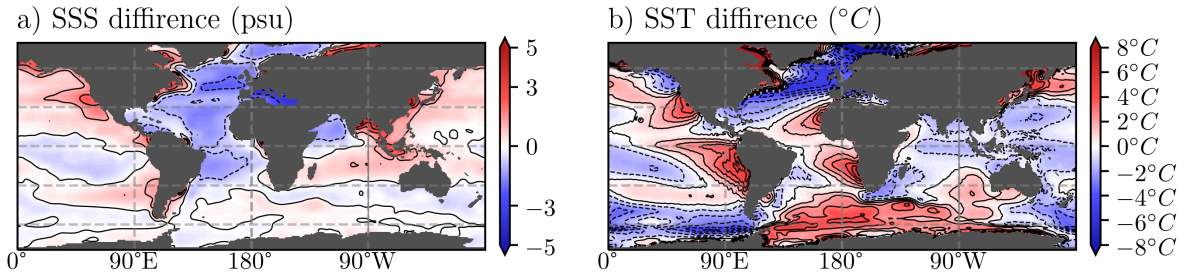 a) SSS diffirence (psu)
5
3
0
−3
−5
0°
90°E
180°
90°W
b) SST diffirence (°C)
8°C
6°C
4°C
2°C
0°C
−2°C
−4°C
−6°C
−8°C
0°
90°E
180°
90°W